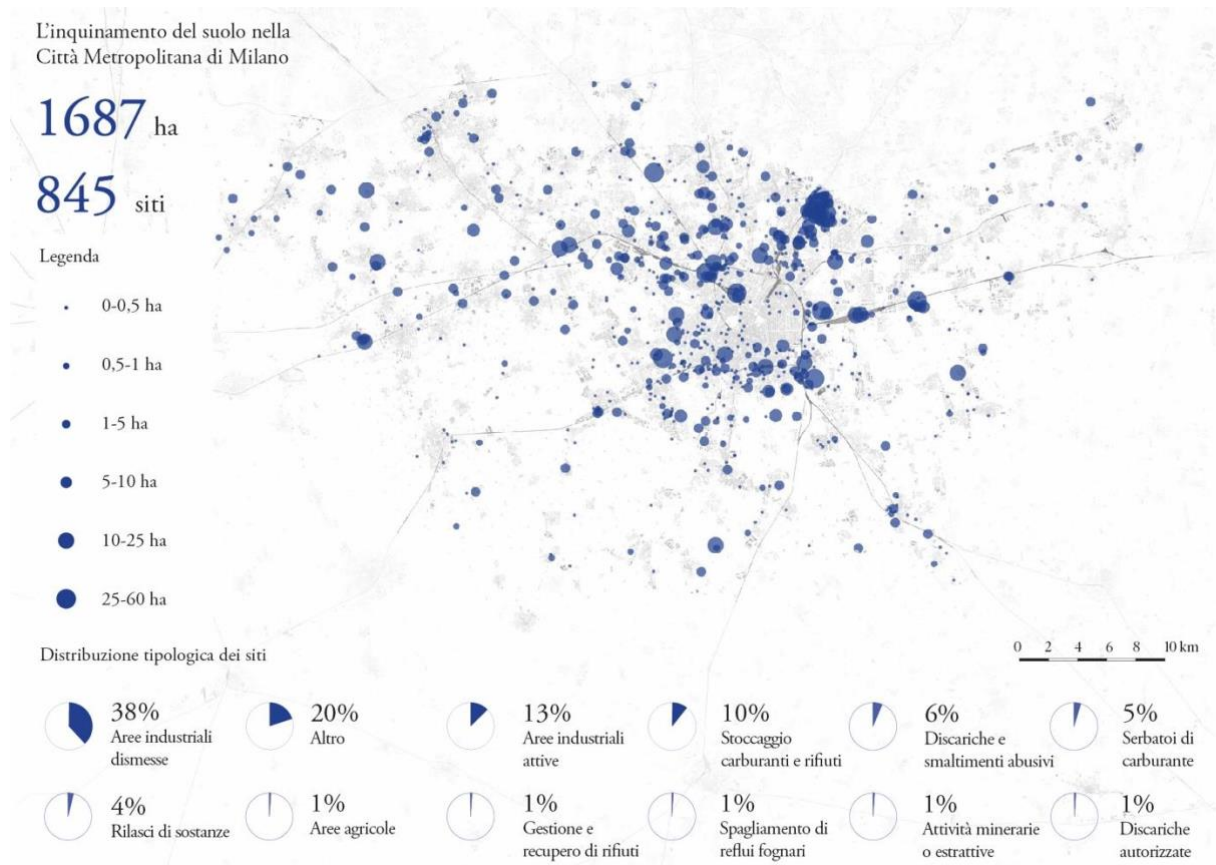 L'inquinamento del suolo nella
Città Metropolitana di Milano
1687 ha
845 siti
Legenda
0-0,5 ha
0,5-1 ha
1-5 ha
5-10 ha
10-25 ha
25-60 ha
0 2 4 6 8 10 km
Distribuzione tipologica dei siti
38%
Aree industriali
dismesse
20%
Altro
13%
Aree industriali
attive
10%
Stoccaggio
carburanti e rifiuti
6%
Discariche e
smaltimenti abusivi
5%
Serbatoi di
carburante
4%
Rilasci di sostanze
1%
Aree agricole
1%
Gestione e
recupero di rifiuti
1%
Spagliamento di
reflui fognari
1%
Attività minerarie
o estrattive
1%
Discariche
autorizzate